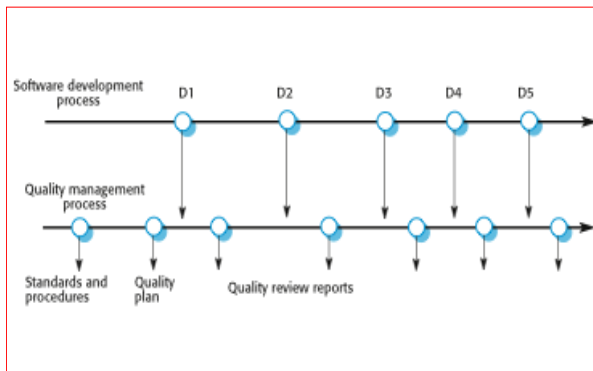 Software development
process
D1
D2
D3
D4
D5
Quality management
process
Standards and
procedures
Quality
plan
Quality review reports